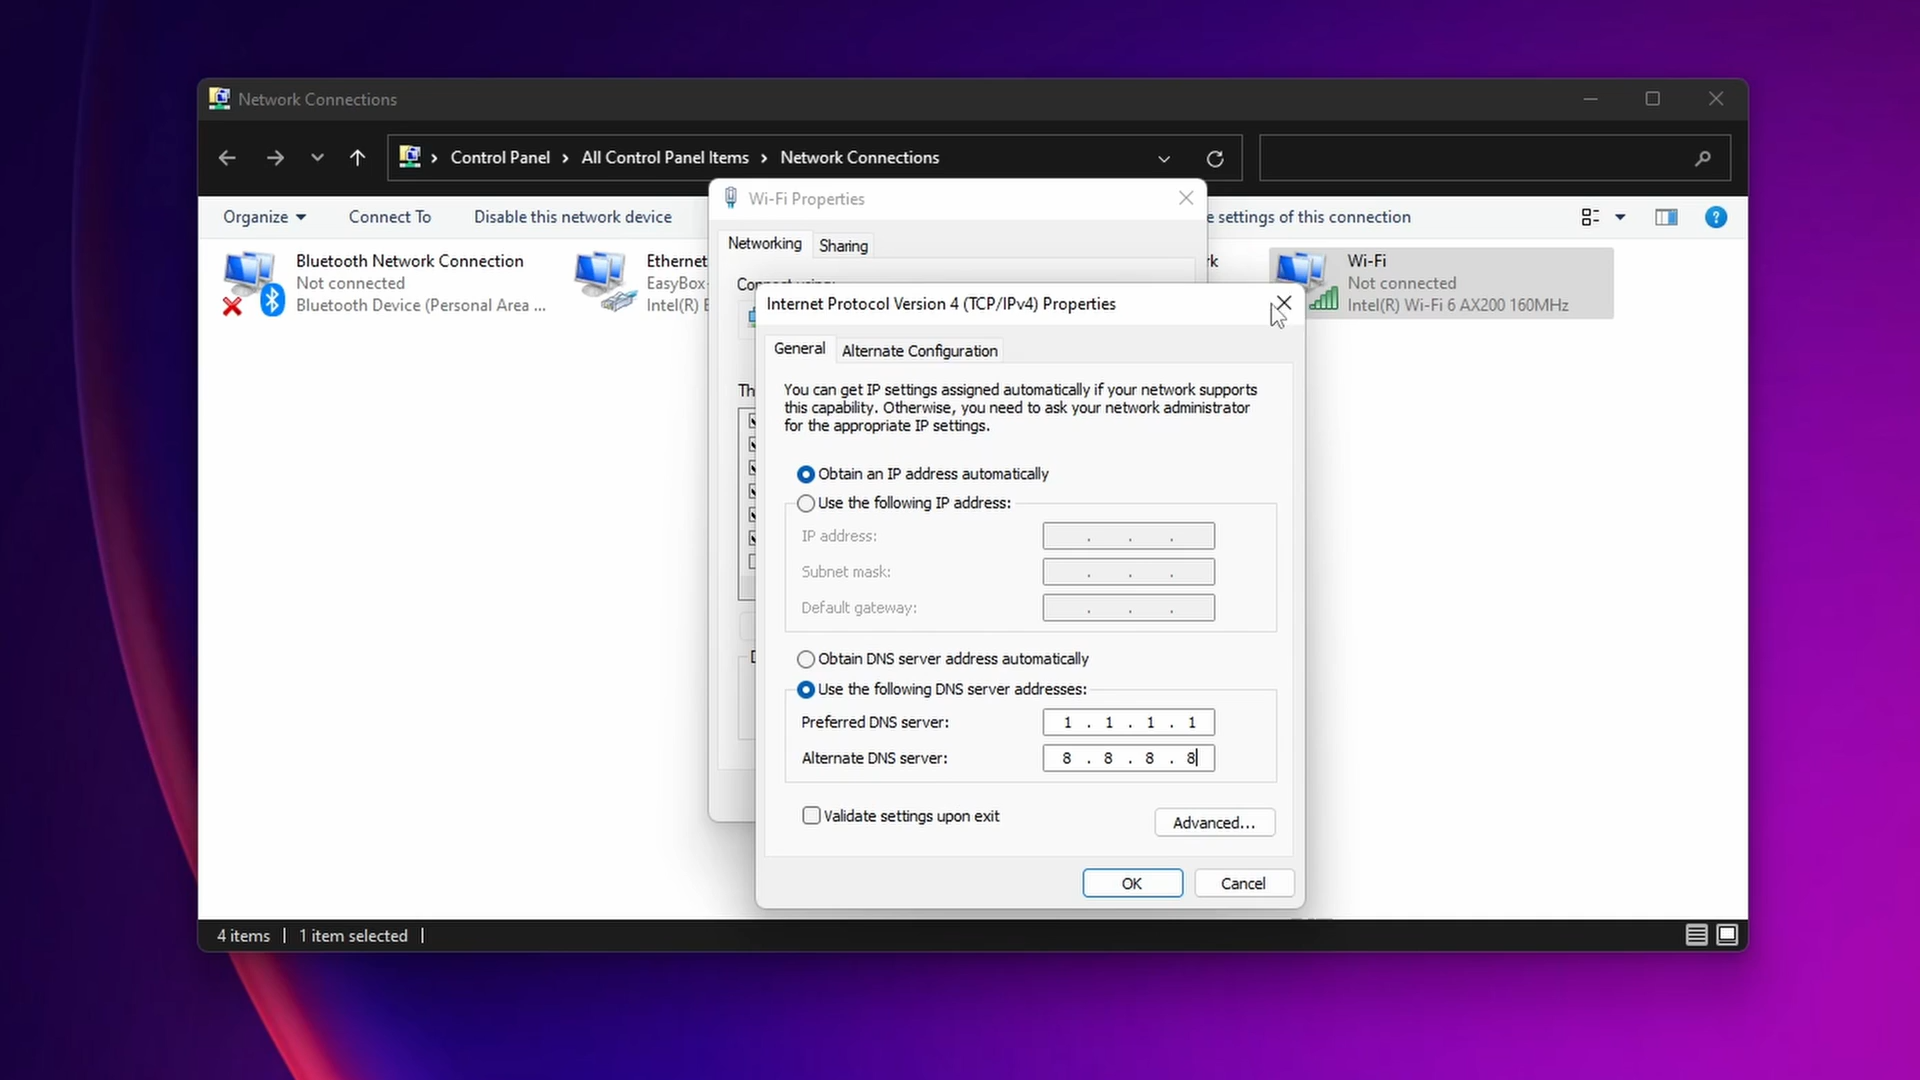 Network Connections
Control Panel > All Control Panel Items > Network Connections
Organize
Connect To
Disable this network device
settings of this connection
Wi-Fi Properties
Networking
Sharing
Bluetooth Network Connection
Not connected
Bluetooth Device (Personal Area ...
Ethernet
EasyBox-
Intel(R)
Wi-Fi
Not connected
Intel(R) Wi-Fi 6 AX200 160MHz
Internet Protocol Version 4 (TCP/IPv4) Properties
General
Alternate Configuration
You can get IP settings assigned automatically if your network supports
this capability. Otherwise, you need to ask your network administrator
for the appropriate IP settings.
Obtain an IP address automatically
Use the following IP address:
IP address: . . .
Subnet mask: . . .
Default gateway: . . .
Obtain DNS server address automatically
Use the following DNS server addresses:
Preferred DNS server: 1 . 1 . 1 . 1
Alternate DNS server: 8 . 8 . 8 . 8
Validate settings upon exit
Advanced...
OK
Cancel
4 items
1 item selected